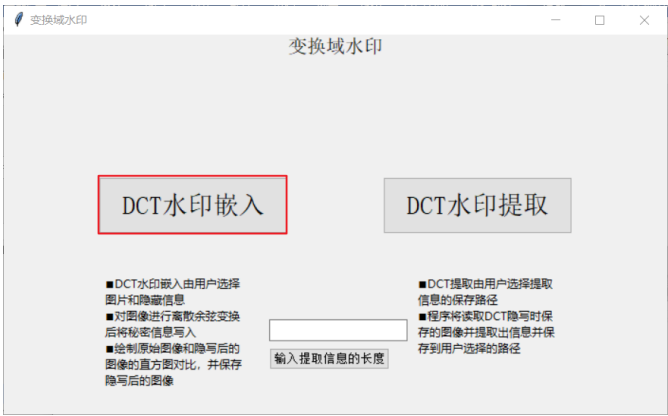 变换域水印
变换域水印
DCT水印嵌入
DCT水印提取
■DCT水印嵌入由用户选择
图片和隐藏信息
■对图像进行离散余弦变换
后将秘密信息写入
■绘制原始图像和隐写后的
图像的直方图对比，并保存
隐写后的图像
输入提取信息的长度
■DCT提取由用户选择提取
信息的保存路径
■程序将读取DCT隐写时保
存的图像并提取出信息并保
存到用户选择的路径